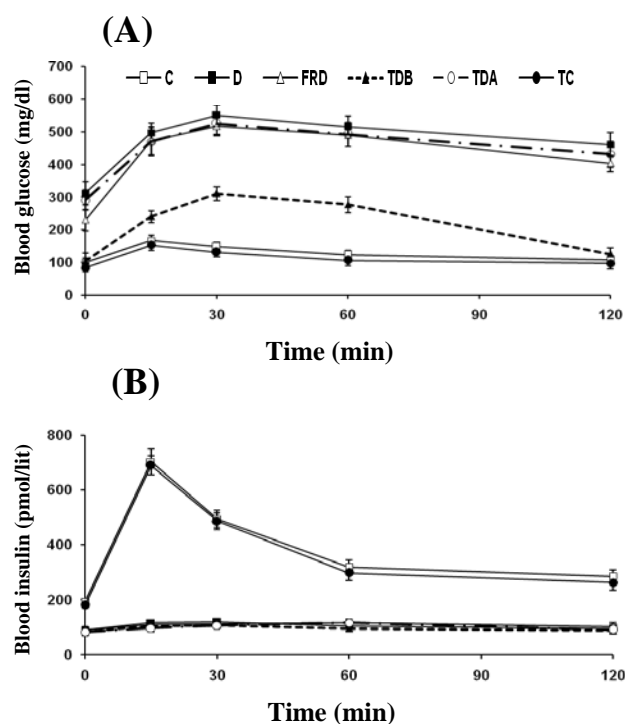 (A)
C D FRD TDB TDA TC
Blood glucose (mg/dl)
700
600
500
400
300
200
100
0
0 30 60 90 120
Time (min)
(B)
Blood insulin (pmol/lit)
800
600
400
200
0
0 30 60 90 120
Time (min)